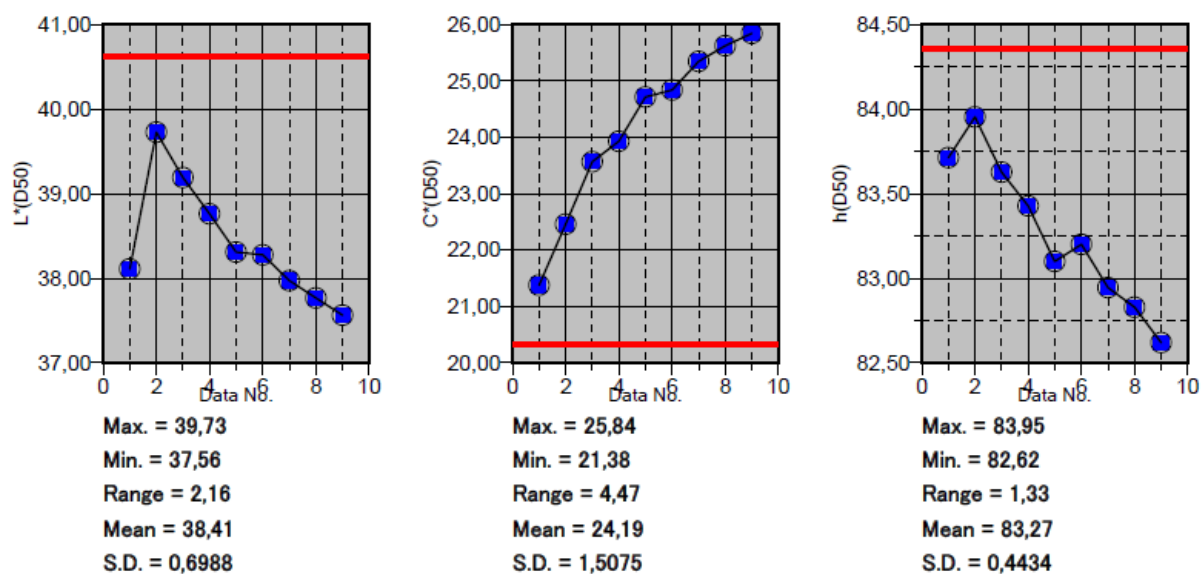 41,00
40,00
39,00
38,00
37,00
L*(D50)
0 2 4 6 8 10
Data No.
Max. = 39,73
Min. = 37,56
Range = 2,16
Mean = 38,41
S.D. = 0,6988
26,00
25,00
24,00
23,00
22,00
21,00
20,00
C*(D50)
0 2 4 6 8 10
Data No.
Max. = 25,84
Min. = 21,38
Range = 4,47
Mean = 24,19
S.D. = 1,5075
84,50
84,00
83,50
83,00
82,50
h(D50)
0 2 4 6 8 10
Data No.
Max. = 83,95
Min. = 82,62
Range = 1,33
Mean = 83,27
S.D. = 0,4434